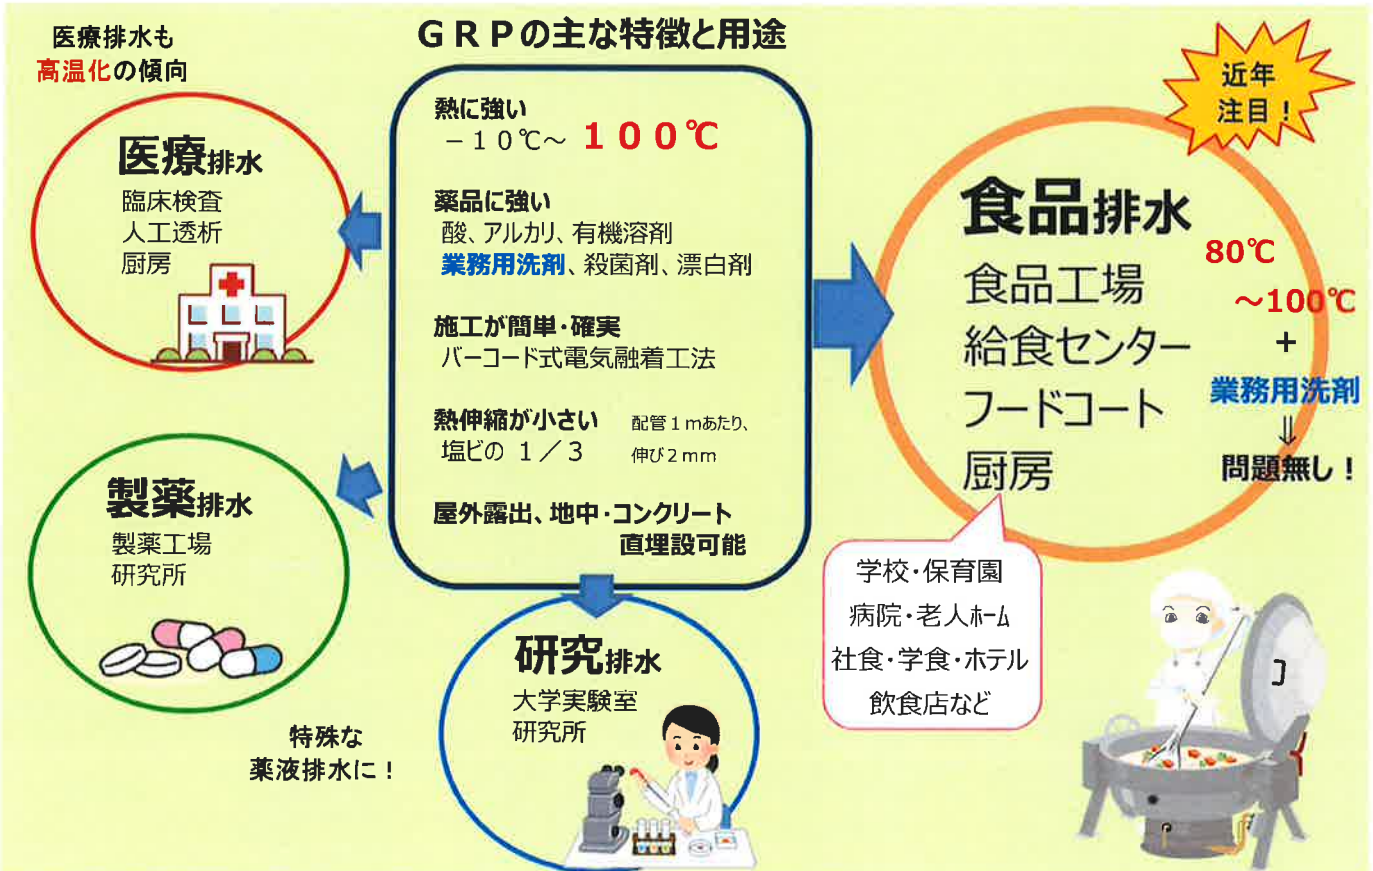 GRPの主な特徴と用途
医療排水も
高温化の傾向
医療排水
臨床検査
人工透析
厨房
熱に強い
－１０℃～ １００℃
薬品に強い
酸、アルカリ、有機溶剤
業務用洗剤、殺菌剤、漂白剤
施工が簡単・確実
バーコード式電気融着工法
熱伸縮が小さい 配管１ｍあたり、
塩ビの １／３ 伸び２ｍｍ
屋外露出、地中・コンクリート
直埋設可能
製薬排水
製薬工場
研究所
特殊な
薬液排水に！
研究排水
大学実験室
研究所
近年
注目！
食品排水
食品工場
給食センター
フードコート
厨房
80℃
～100℃
＋
業務用洗剤
⇓
問題無し！
学校・保育園
病院・老人ホーム
社食・学食・ホテル
飲食店など